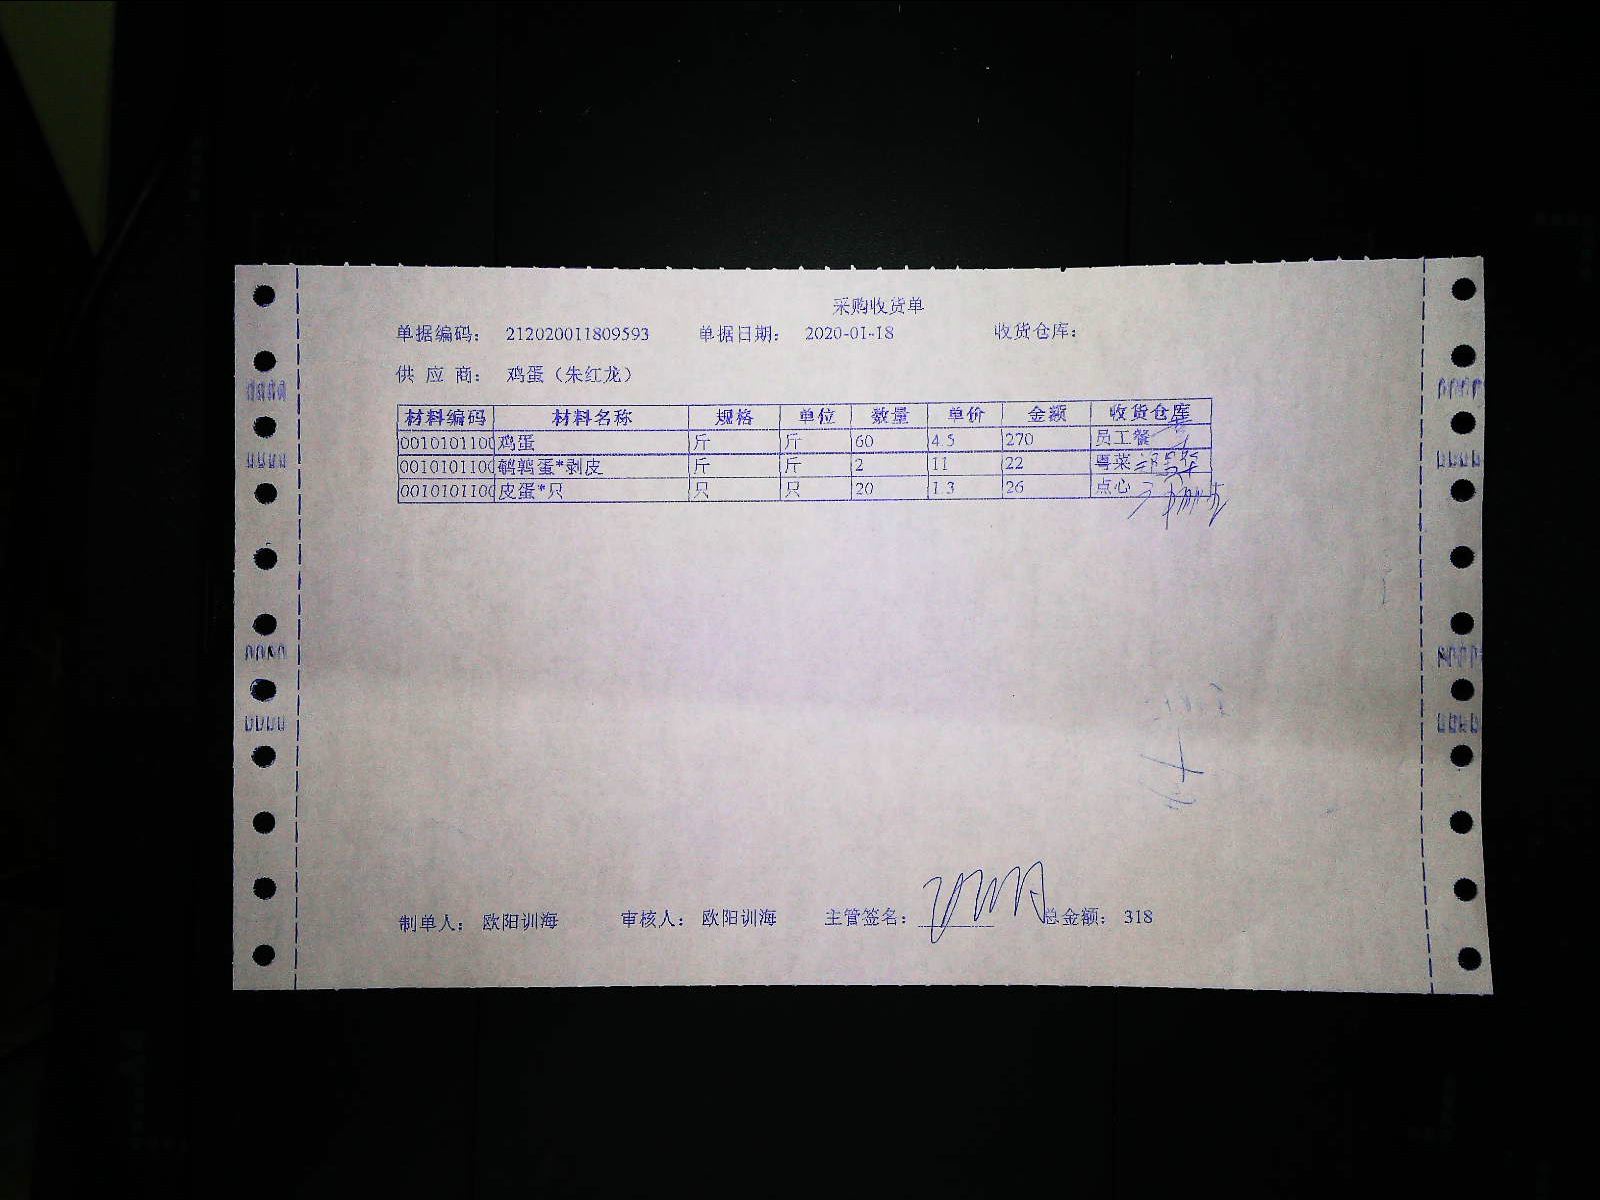 采购收货单
单据编码： 212020011809593 单据日期： 2020-01-18 收货仓库：
供 应 商： 鸡蛋（朱红龙）
材料编码 材料名称 规格 单位 数量 单价 金额 收货仓库
0010101100 鸡蛋 斤 斤 60 4.5 270 员工餐
0010101100 鹌鹑蛋*剥皮 斤 斤 2 11 22 粤菜
0010101100 皮蛋*只 只 只 20 1.3 26 点心
制单人： 欧阳训海 审核人： 欧阳训海 主管签名： 总金额： 318